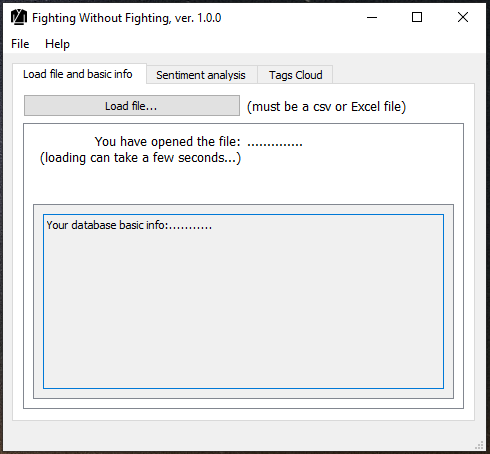 Fighting Without Fighting, ver. 1.0.0
File Help
Load file and basic info Sentiment analysis Tags Cloud
Load file... (must be a csv or Excel file)
You have opened the file: ..............
(loading can take a few seconds...)
Your database basic info:...........